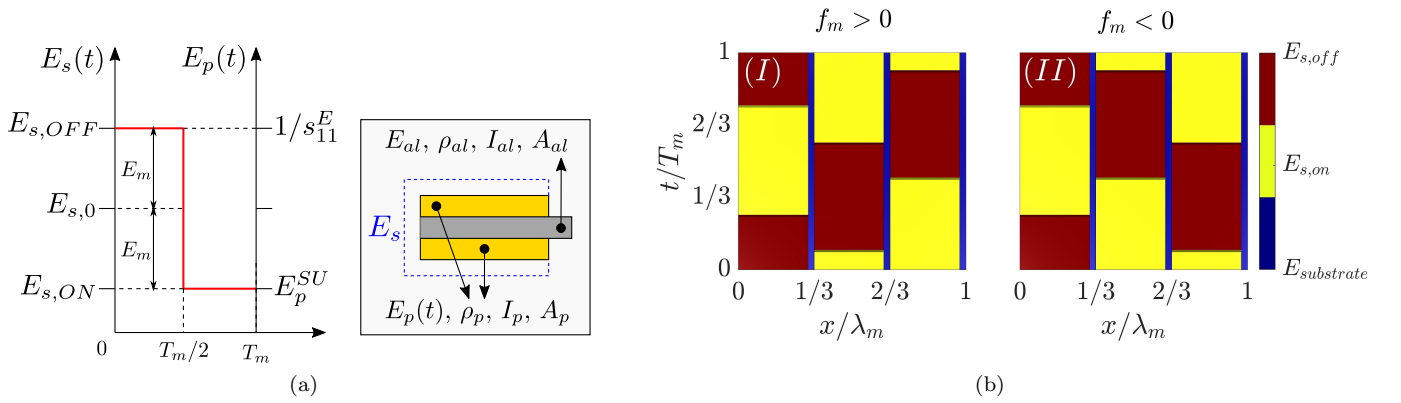 E_s(t) E_p(t)
E_{s,OFF} 1/s_{11}^E
E_m
E_{s,0}
E_m
E_{s,ON} E_p^{SU}
0 T_m/2 T_m
E_{al}, ρ_{al}, I_{al}, A_{al}
E_s
E_p(t), ρ_p, I_p, A_p
(a)
f_m > 0 f_m < 0
(I) (II)
t/T_m
1
2/3
1/3
0
0 1/3 2/3 1
x/λ_m
0 1/3 2/3 1
x/λ_m
E_{s,off}
E_{s,on}
E_{substrate}
(b)